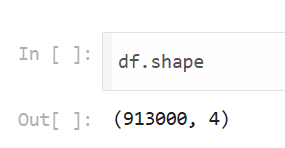 In [ ]: df.shape
Out[ ]: (913000, 4)